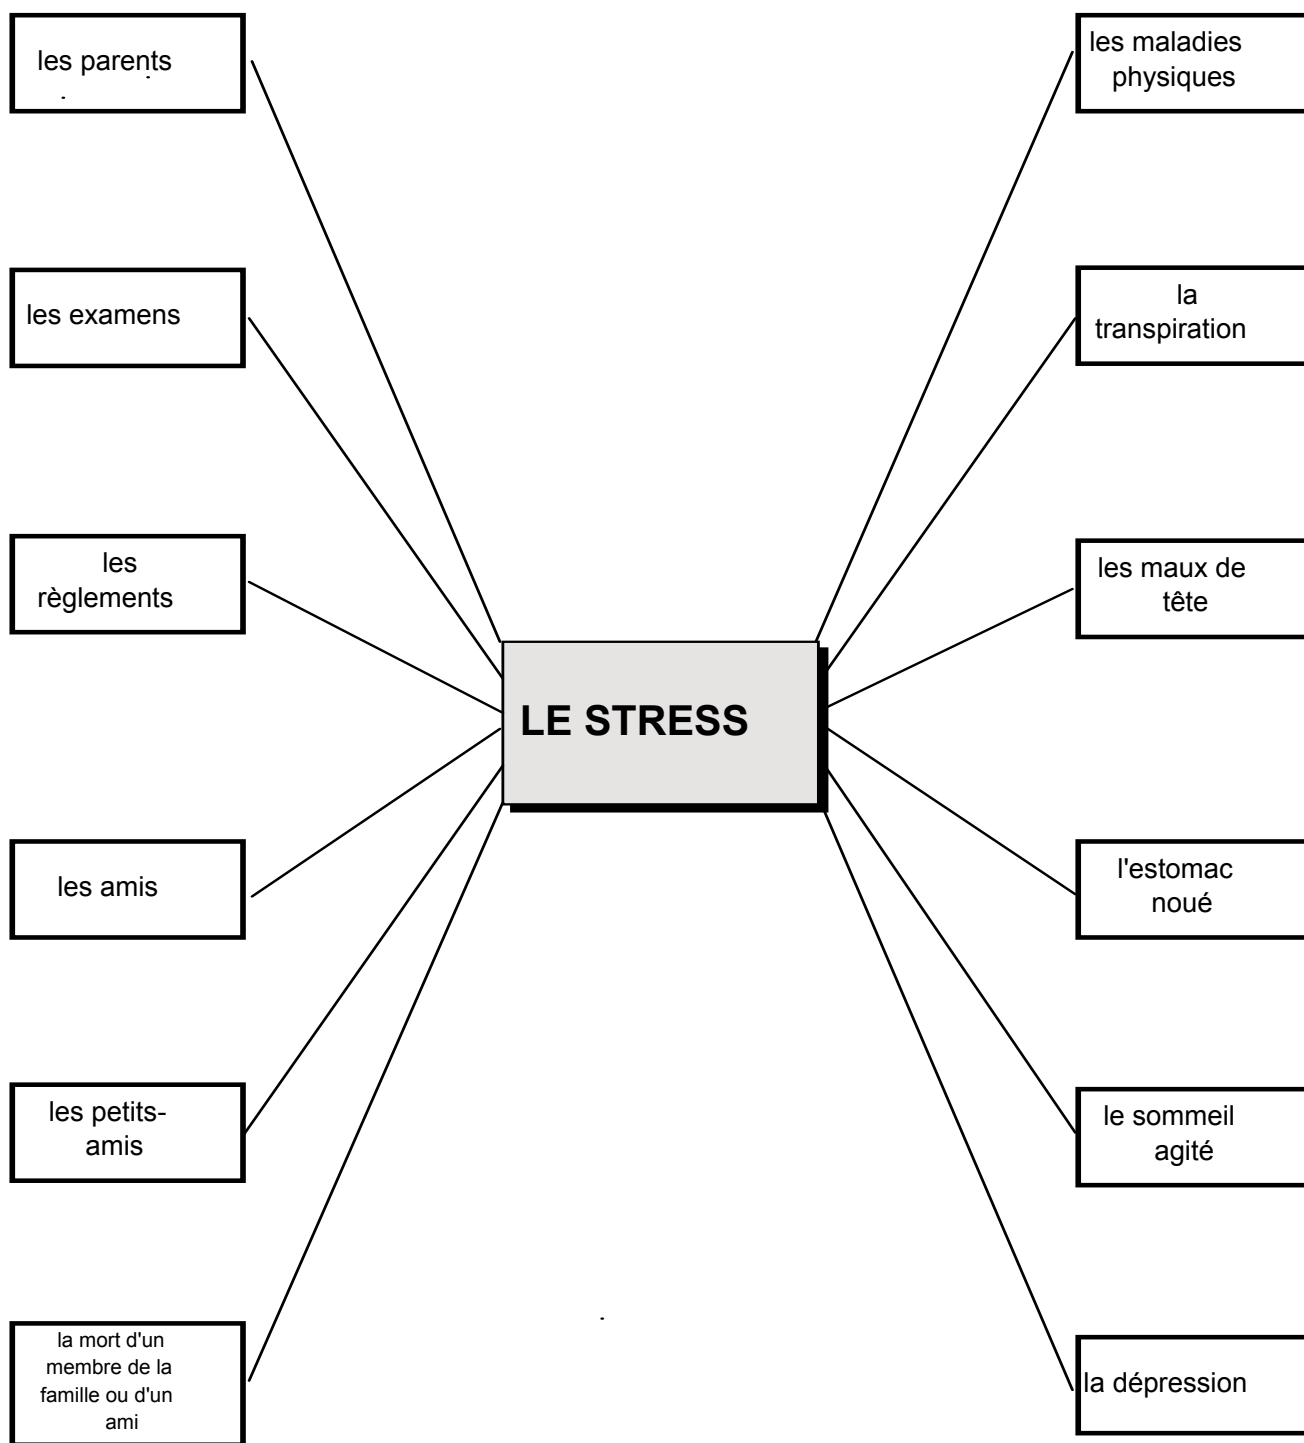 les parents
les examens
les
règlements
les amis
les petits-
amis
la mort d'un
membre de la
famille ou d'un
ami
LE STRESS
les maladies
physiques
la
transpiration
les maux de
tête
l'estomac
noué
le sommeil
agité
la dépression